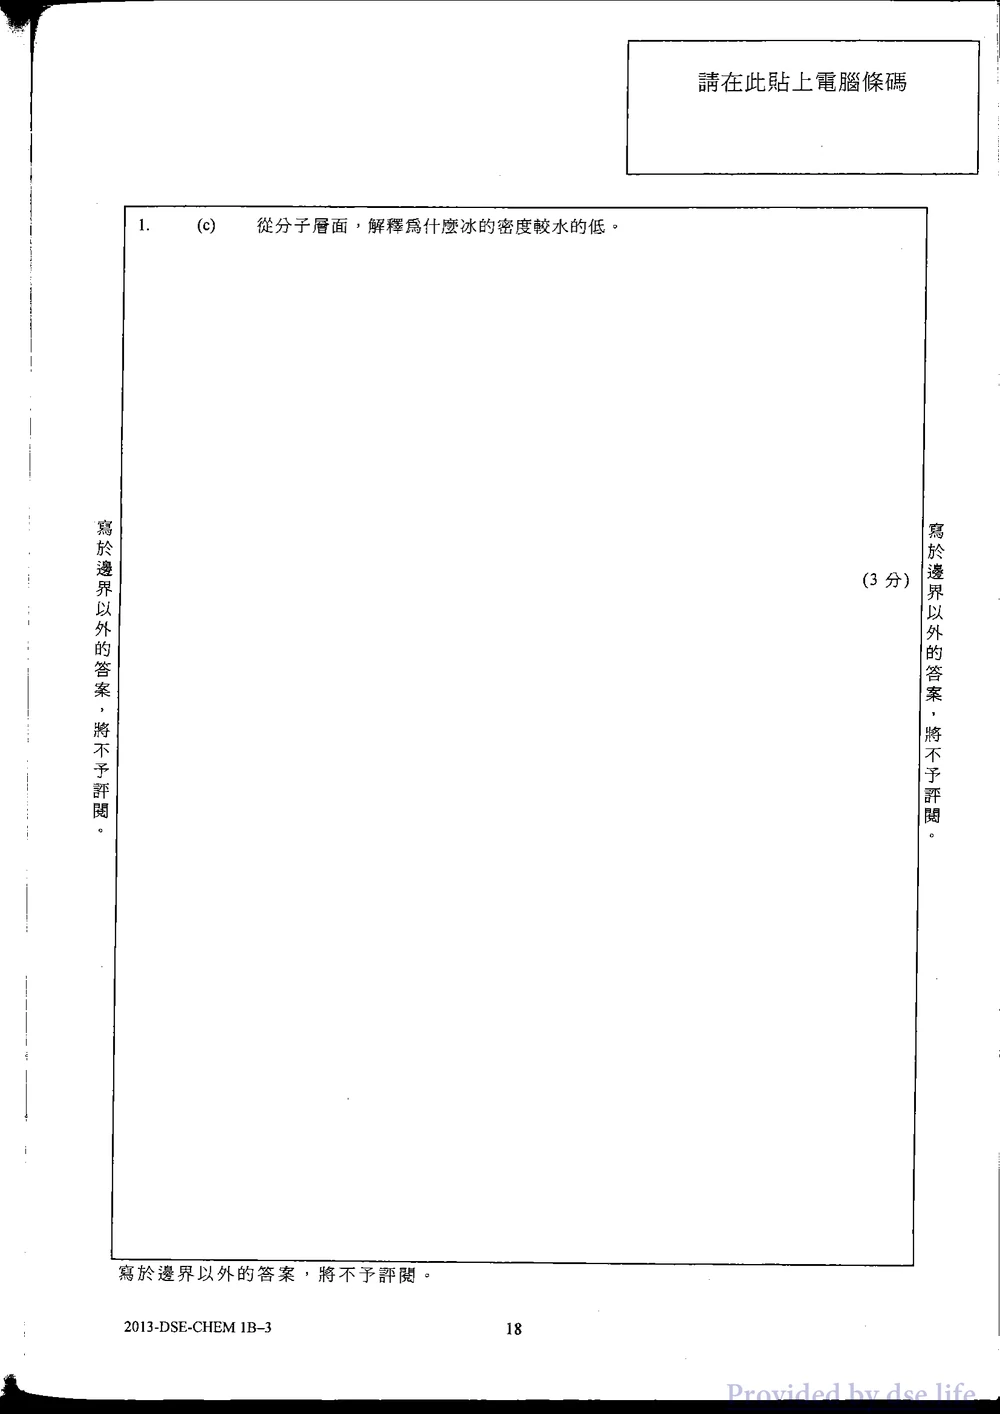 請在此貼上電腦條碼
1. (c) 從分子層面，解釋爲什麼冰的密度較水的低。
(3 分)
寫於邊界以外的答案，將不予評閱。
寫於邊界以外的答案，將不予評閱。
寫於邊界以外的答案，將不予評閱。
2013-DSE-CHEM 1B–3
18
Provided by dse.life